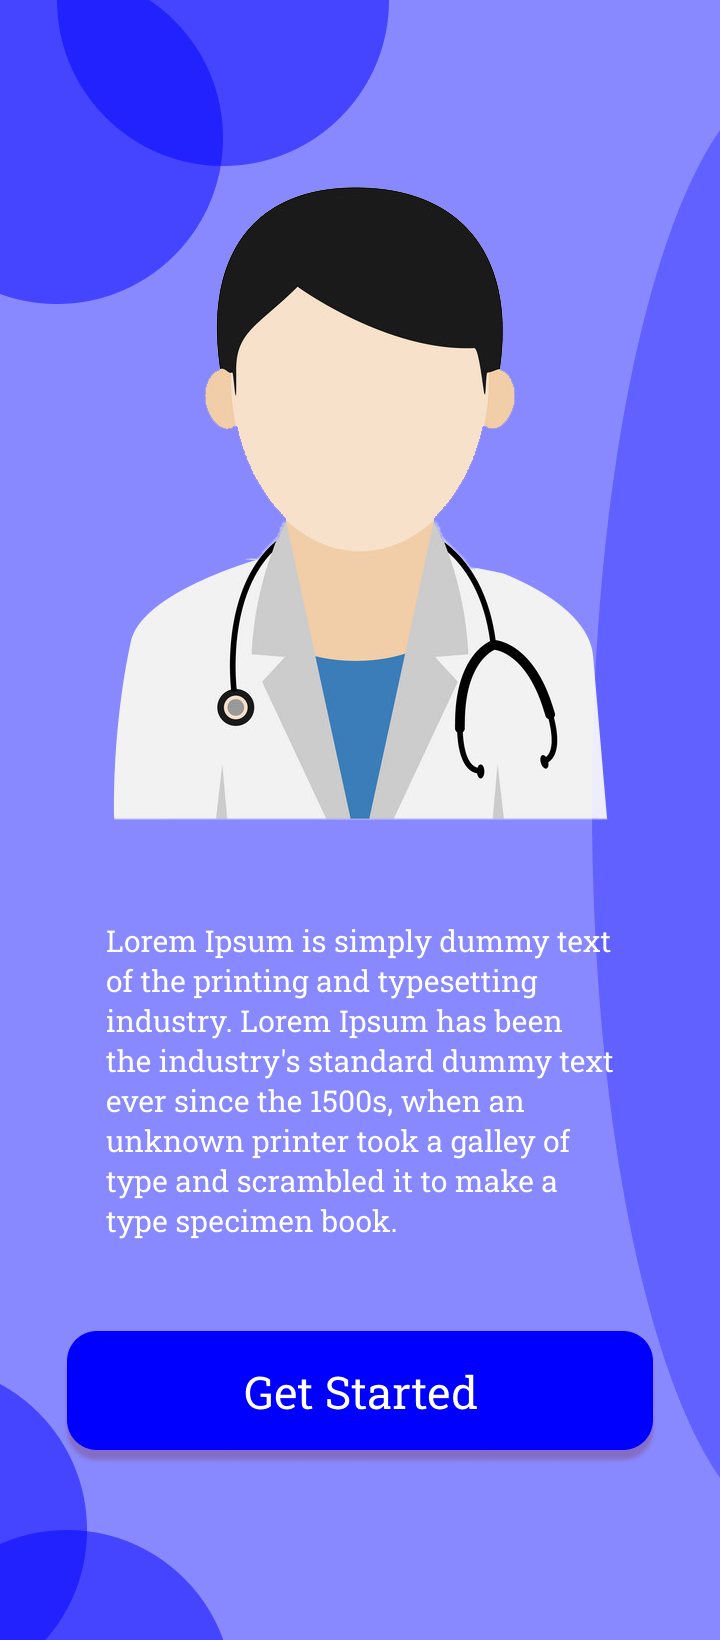 Lorem Ipsum is simply dummy text
of the printing and typesetting
industry. Lorem Ipsum has been
the industry's standard dummy text
ever since the 1500s, when an
unknown printer took a galley of
type and scrambled it to make a
type specimen book.
Get Started